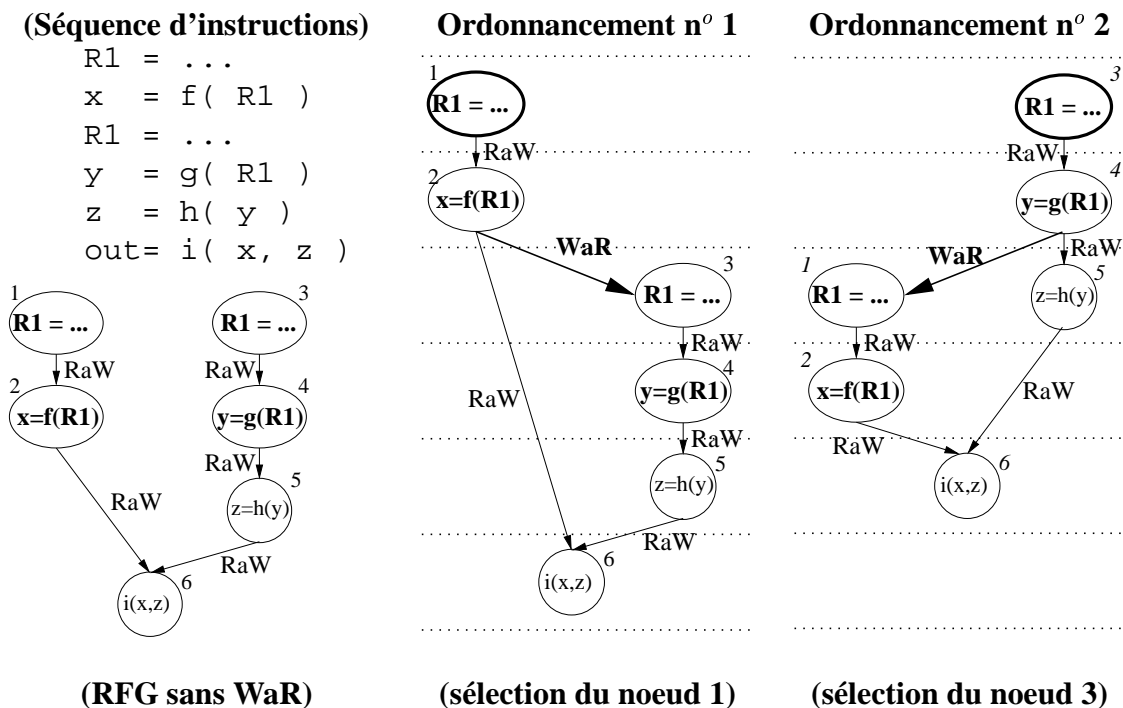 (Séquence d'instructions)
R1 = ...
x = f( R1 )
R1 = ...
y = g( R1 )
z = h( y )
out= i( x, z )
1
R1 = ...
3
R1 = ...
RaW
RaW
2
x=f(R1)
4
y=g(R1)
RaW
5
z=h(y)
RaW
RaW
6
i(x,z)
(RFG sans WaR)
Ordonnancement nº 1
1
R1 = ...
RaW
2
x=f(R1)
WaR
3
R1 = ...
RaW
RaW
4
y=g(R1)
RaW
5
z=h(y)
RaW
6
i(x,z)
(sélection du noeud 1)
Ordonnancement nº 2
3
R1 = ...
RaW
4
y=g(R1)
WaR
RaW
1
R1 = ...
5
z=h(y)
RaW
2
x=f(R1)
RaW
RaW
6
i(x,z)
(sélection du noeud 3)